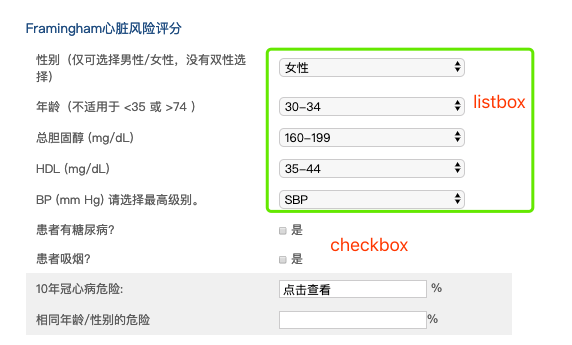 Framingham心脏风险评分
性别（仅可选择男性/女性，没有双性选择）
女性
年龄（不适用于 <35 或 >74 ）
30-34
listbox
总胆固醇 (mg/dL)
160-199
HDL (mg/dL)
35-44
BP (mm Hg) 请选择最高级别。
SBP
患者有糖尿病?
是
checkbox
患者吸烟?
是
10年冠心病危险:
点击查看
%
相同年龄/性别的危险
%